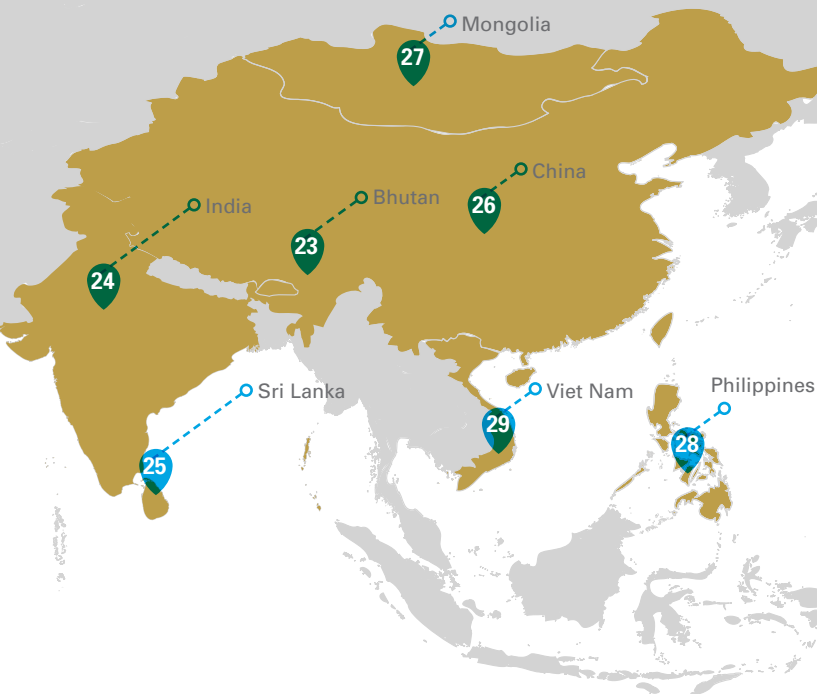 Mongolia
27
China
26
Bhutan
23
India
24
Sri Lanka
25
Viet Nam
29
Philippines
28